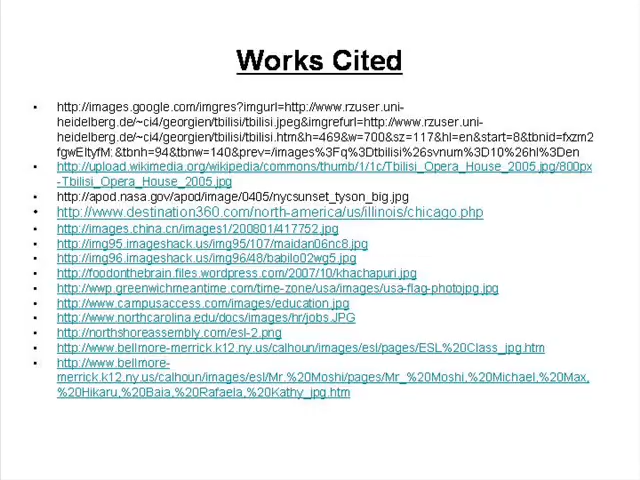 Works Cited
• http://images.google.com/imgres?imgurl=http://www.rzuser.uni-
heidelberg.de/~ci4/georgien/tbilisi/tbilisi.jpeg&imgrefurl=http://www.rzuser.uni-
heidelberg.de/~ci4/georgien/tbilisi/tbilisi.htm&h=469&w=700&sz=117&hl=en&start=8&tbnid=fxzm2
fgwEItyfM:&tbnh=94&tbnw=140&prev=/images%3Fq%3Dtbilisi%26svnum%3D10%26hl%3Den
• http://upload.wikimedia.org/wikipedia/commons/thumb/1/1c/Tbilisi_Opera_House_2005.jpg/800px
-Tbilisi_Opera_House_2005.jpg
• http://apod.nasa.gov/apod/image/0405/nycsunset_tyson_big.jpg
• http://www.destination360.com/north-america/us/illinois/chicago.php
• http://images.china.cn/images1/200801/417752.jpg
• http://img95.imageshack.us/img95/107/maidan06nc8.jpg
• http://img96.imageshack.us/img96/48/babilo02wg5.jpg
• http://foodonthebrain.files.wordpress.com/2007/10/khachapuri.jpg
• http://wwp.greenwichmeantime.com/time-zone/usa/images/usa-flag-photojpg.jpg
• http://www.campusaccess.com/images/education.jpg
• http://www.northcarolina.edu/docs/images/hr/jobs.JPG
• http://northshoreassembly.com/esl-2.png
• http://www.bellmore-merrick.k12.ny.us/calhoun/images/esl/pages/ESL%20Class_jpg.htm
• http://www.bellmore-
merrick.k12.ny.us/calhoun/images/esl/Mr.%20Moshi/pages/Mr_%20Moshi,%20Michael,%20Max,
%20Hikaru,%20Baia,%20Rafaela,%20Kathy_jpg.htm